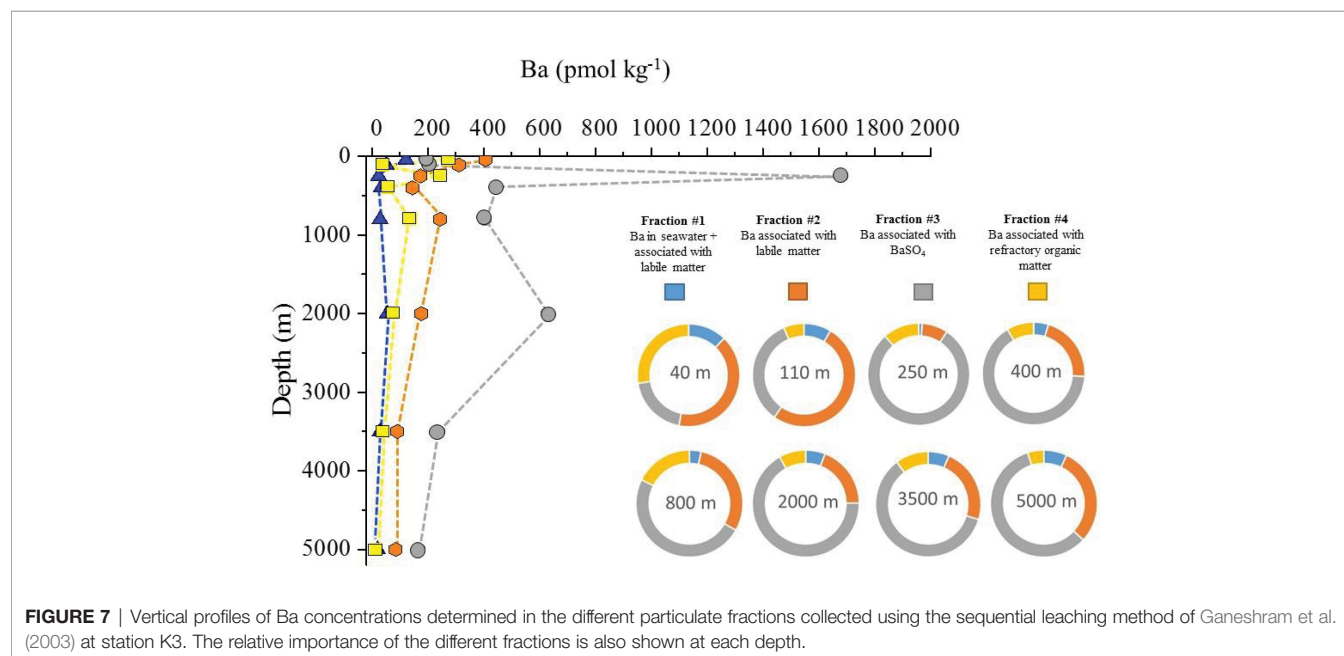 Ba (pmol kg⁻¹)
0 200 400 600 800 1000 1200 1400 1600 1800 2000
Depth (m)
0
1000
2000
3000
4000
5000
Fraction #1
Ba in seawater +
associated with
labile matter
Fraction #2
Ba associated with
labile matter
Fraction #3
Ba associated with
BaSO₄
Fraction #4
Ba associated with
refractory organic
matter
40 m 110 m 250 m 400 m
800 m 2000 m 3500 m 5000 m
FIGURE 7 | Vertical profiles of Ba concentrations determined in the different particulate fractions collected using the sequential leaching method of Ganeshram et al.
(2003) at station K3. The relative importance of the different fractions is also shown at each depth.